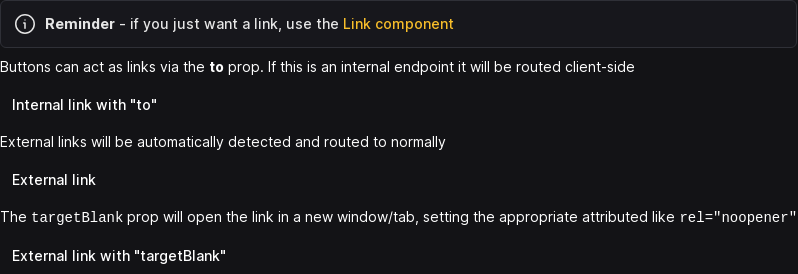 Reminder - if you just want a link, use the Link component
Buttons can act as links via the to prop. If this is an internal endpoint it will be routed client-side
Internal link with "to"
External links will be automatically detected and routed to normally
External link
The targetBlank prop will open the link in a new window/tab, setting the appropriate attributed like rel="noopener"
External link with "targetBlank"